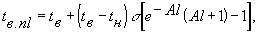 t_{в.пl} = t_в + (t_в − t_н) σ[e^{−Al}(Al + 1) − 1],